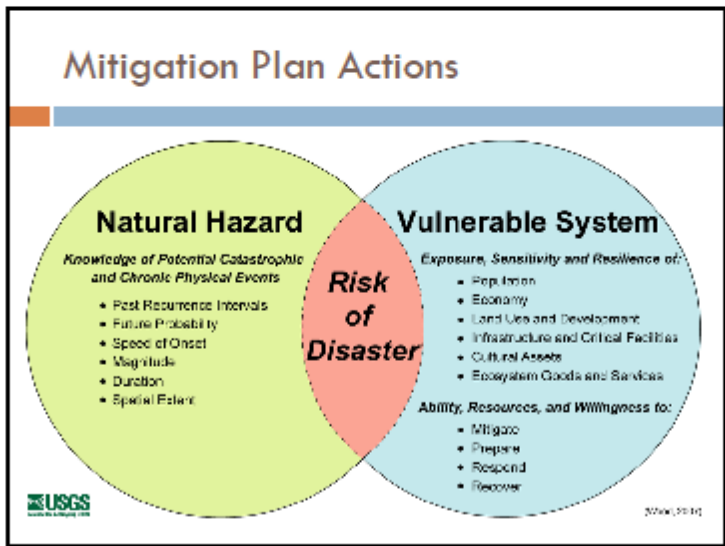 Mitigation Plan Actions
Natural Hazard
Knowledge of Potential Catastrophic
and Chronic Physical Events
• Past Recurrence Intervals
• Future Probability
• Speed of Onset
• Magnitude
• Duration
• Spatial Extent
Risk
of
Disaster
Vulnerable System
Exposure, Sensitivity and Resilience of:
• Population
• Economy
• Land Use and Development
• Infrastructure and Critical Facilities
• Cultural Assets
• Ecosystem Goods and Services
Ability, Resources, and Willingness to:
• Mitigate
• Prepare
• Respond
• Recover
USGS